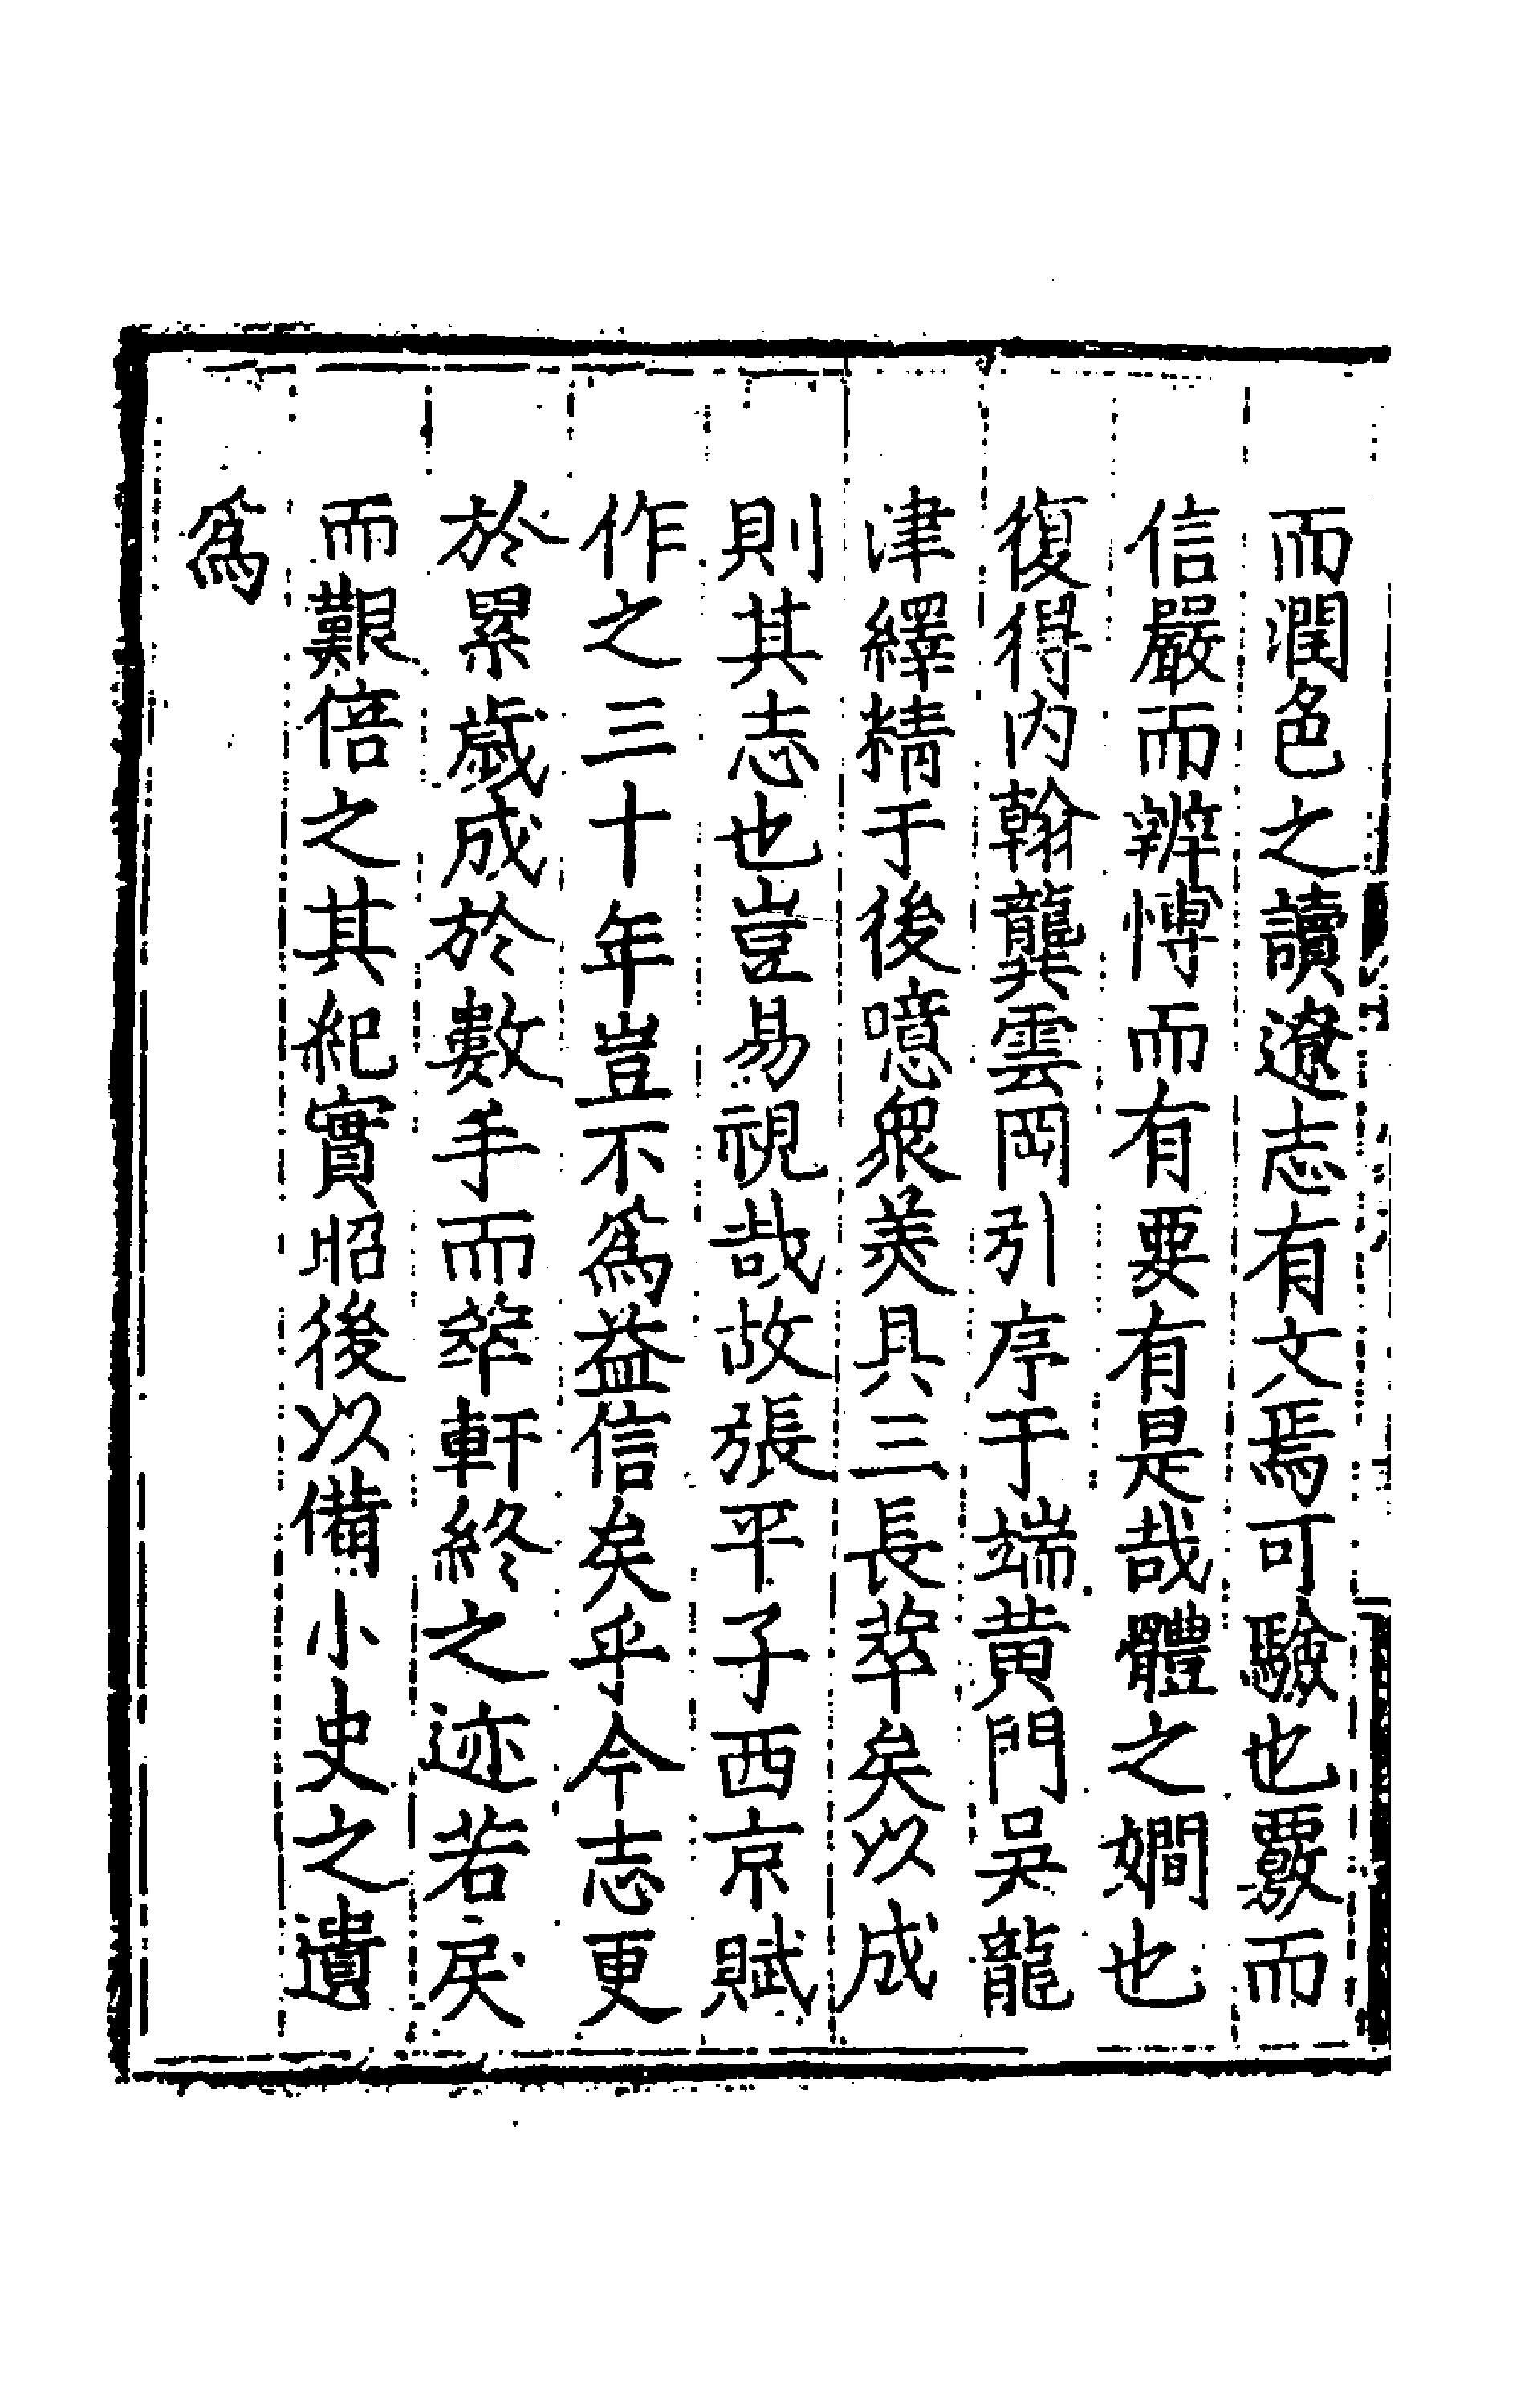 而潤色之讀遼志有文焉可驗也覈而
信嚴而辨愽而有要有是哉體之嫺也
復得内翰龔雲岡引序于端黄門吳龍
津繹精于後噫衆美具三長萃矣以成
則其志也豈易視哉故張平子西京賦
作之三十年豈不爲益信矣乎今志更
於累歲成於數手而萃軒終之迹若戾
而艱倍之其紀實昭後以備小史之遺
爲